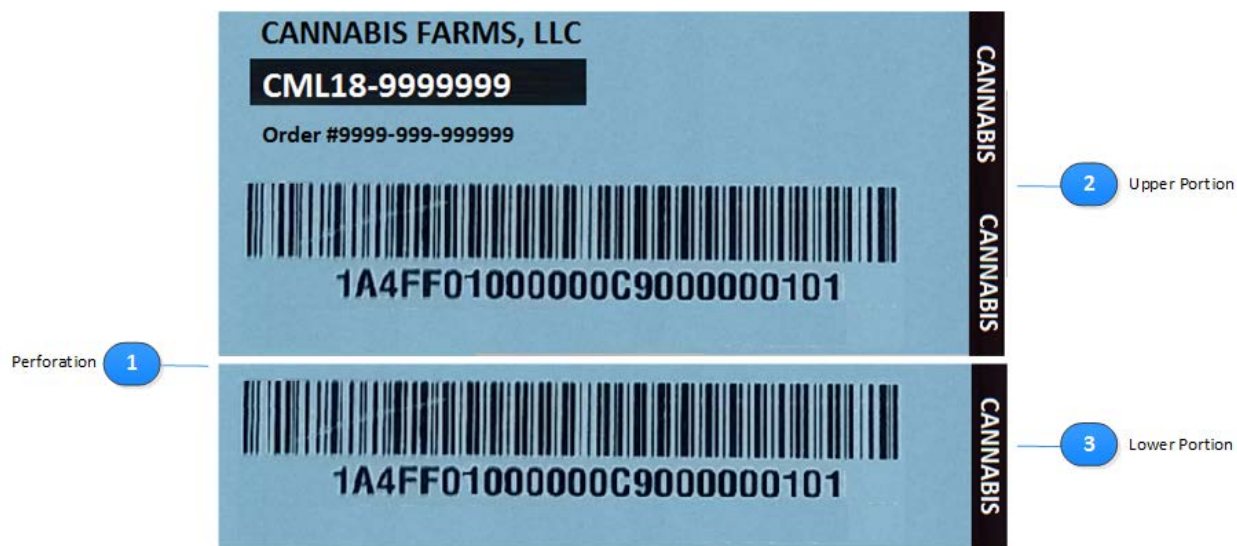 CANNABIS FARMS, LLC
CML18-9999999
Order #9999-999-999999
1A4FF01000000C9000000101
CANNABIS
CANNABIS
2 Upper Portion
Perforation 1
1A4FF01000000C9000000101
CANNABIS
3 Lower Portion